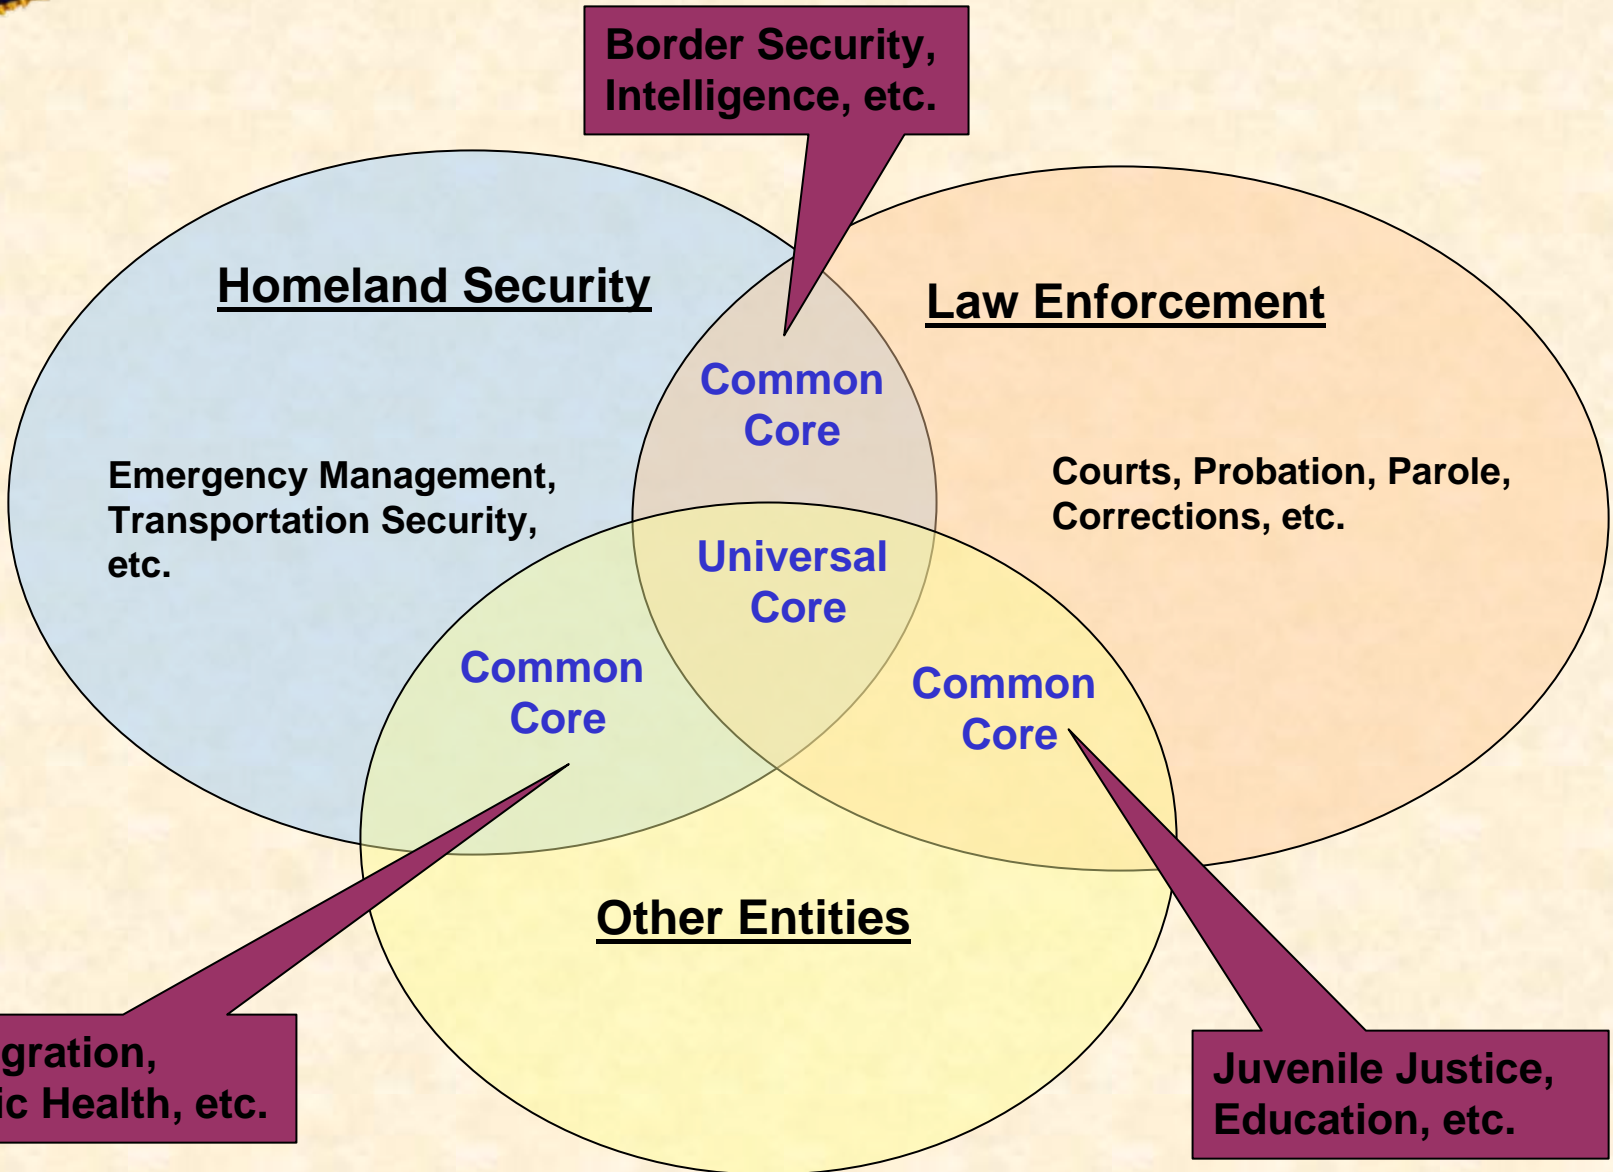 Border Security,
Intelligence, etc.
Homeland Security
Law Enforcement
Common
Core
Emergency Management,
Transportation Security,
etc.
Courts, Probation, Parole,
Corrections, etc.
Universal
Core
Common
Core
Common
Core
Other Entities
gration,
ic Health, etc.
Juvenile Justice,
Education, etc.